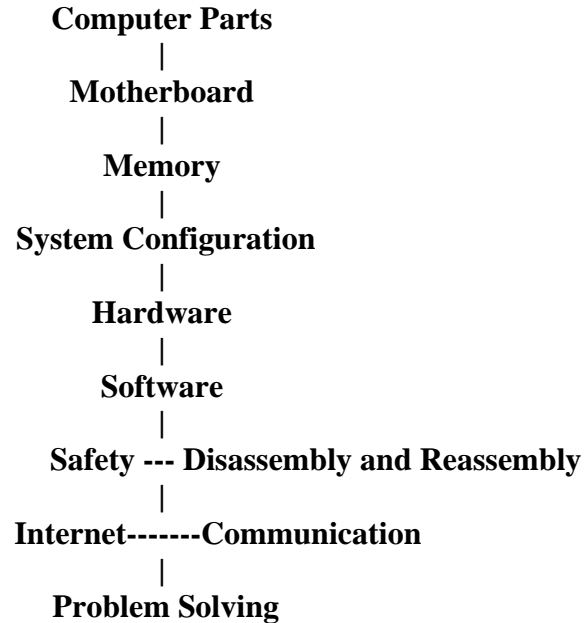 Computer Parts
|
Motherboard
|
Memory
|
System Configuration
|
Hardware
|
Software
|
Safety --- Disassembly and Reassembly
|
Internet-------Communication
|
Problem Solving